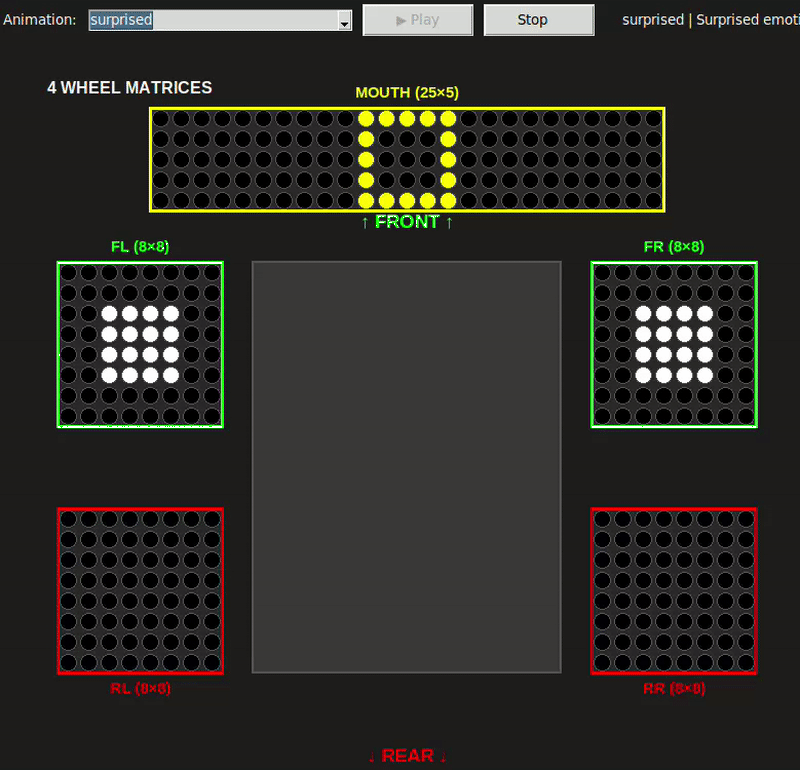 Animation: surprised ▶ Play Stop surprised | Surprised emoti
4 WHEEL MATRICES
MOUTH (25×5)
↑ FRONT ↑
FL (8×8) FR (8×8)
RL (8×8) RR (8×8)
↓ REAR ↓